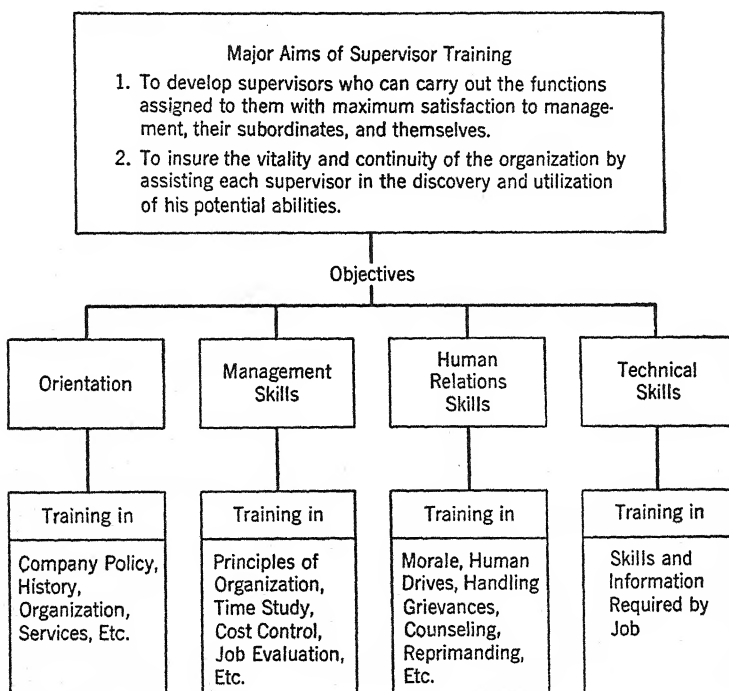 Major Aims of Supervisor Training
1. To develop supervisors who can carry out the functions
assigned to them with maximum satisfaction to manage-
ment, their subordinates, and themselves.
2. To insure the vitality and continuity of the organization by
assisting each supervisor in the discovery and utilization
of his potential abilities.
Objectives
Orientation
Management
Skills
Human
Relations
Skills
Technical
Skills
Training in
Company Policy,
History,
Organization,
Services, Etc.
Training in
Principles of
Organization,
Time Study,
Cost Control,
Job Evaluation,
Etc.
Training in
Morale, Human
Drives, Handling
Grievances,
Counseling,
Reprimanding,
Etc.
Training in
Skills and
Information
Required by
Job